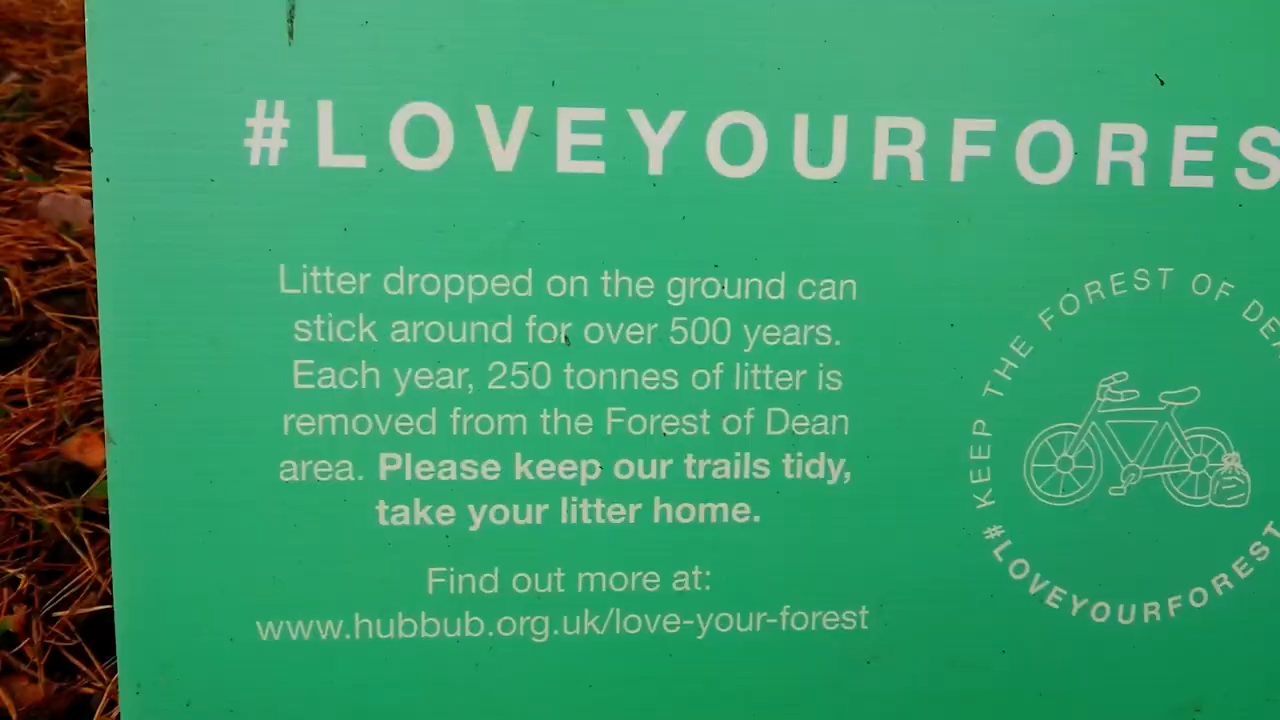 #LOVEYOURFORES
Litter dropped on the ground can
stick around for over 500 years.
Each year, 250 tonnes of litter is
removed from the Forest of Dean
area. Please keep our trails tidy,
take your litter home.
Find out more at:
www.hubbub.org.uk/love-your-forest
KEEP THE FOREST OF DEA
#LOVEYOURFOREST